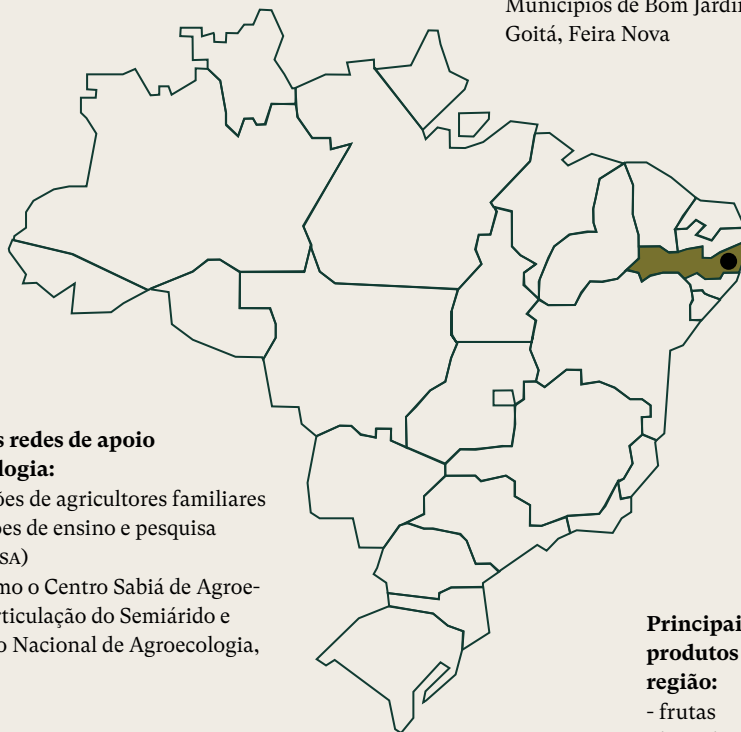 Municípios de Bom Jardim
Goitá, Feira Nova
s redes de apoio
logia:
ões de agricultores familiares
ões de ensino e pesquisa
SA)
mo o Centro Sabiá de Agroe-
rticulação do Semiárido e
o Nacional de Agroecologia,
Principai
produtos
região:
- frutas